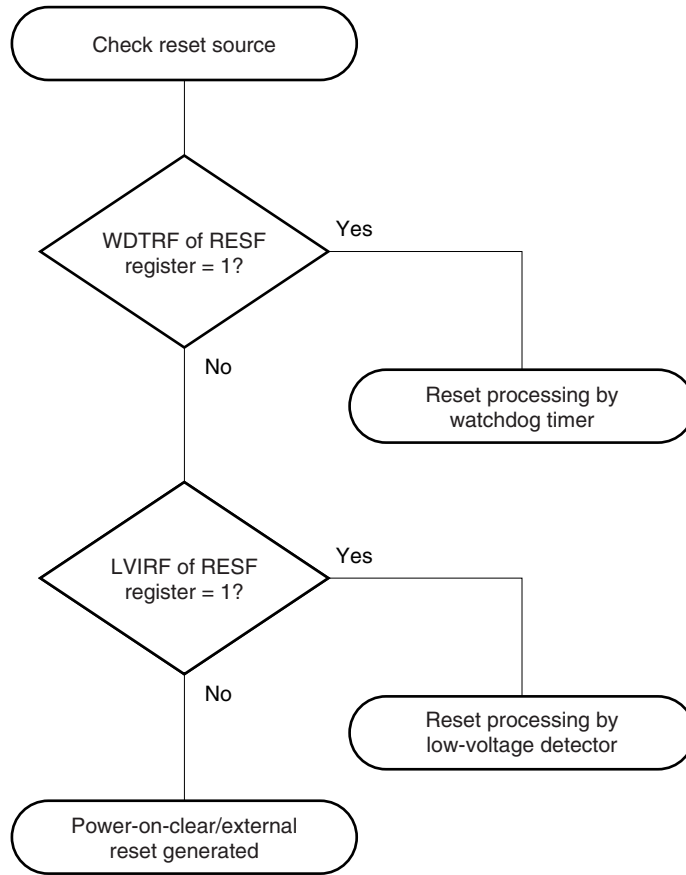 Check reset source
WDTRF of RESF
register = 1?
Yes
No
Reset processing by
watchdog timer
LVIRF of RESF
register = 1?
Yes
No
Reset processing by
low-voltage detector
Power-on-clear/external
reset generated